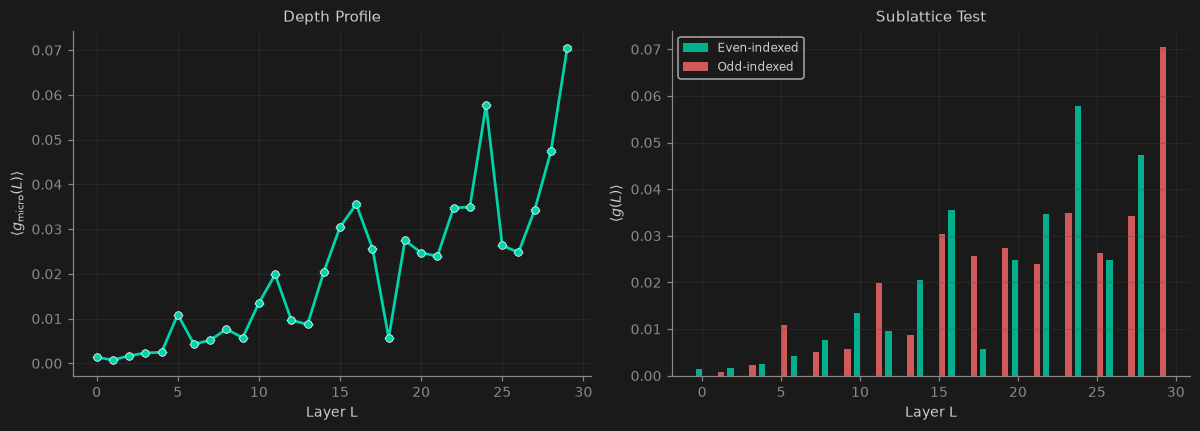 Depth Profile
⟨g_micro(L)⟩
0.07
0.06
0.05
0.04
0.03
0.02
0.01
0.00
0 5 10 15 20 25 30
Layer L
Sublattice Test
Even-indexed
Odd-indexed
⟨g(L)⟩
0.07
0.06
0.05
0.04
0.03
0.02
0.01
0.00
0 5 10 15 20 25 30
Layer L